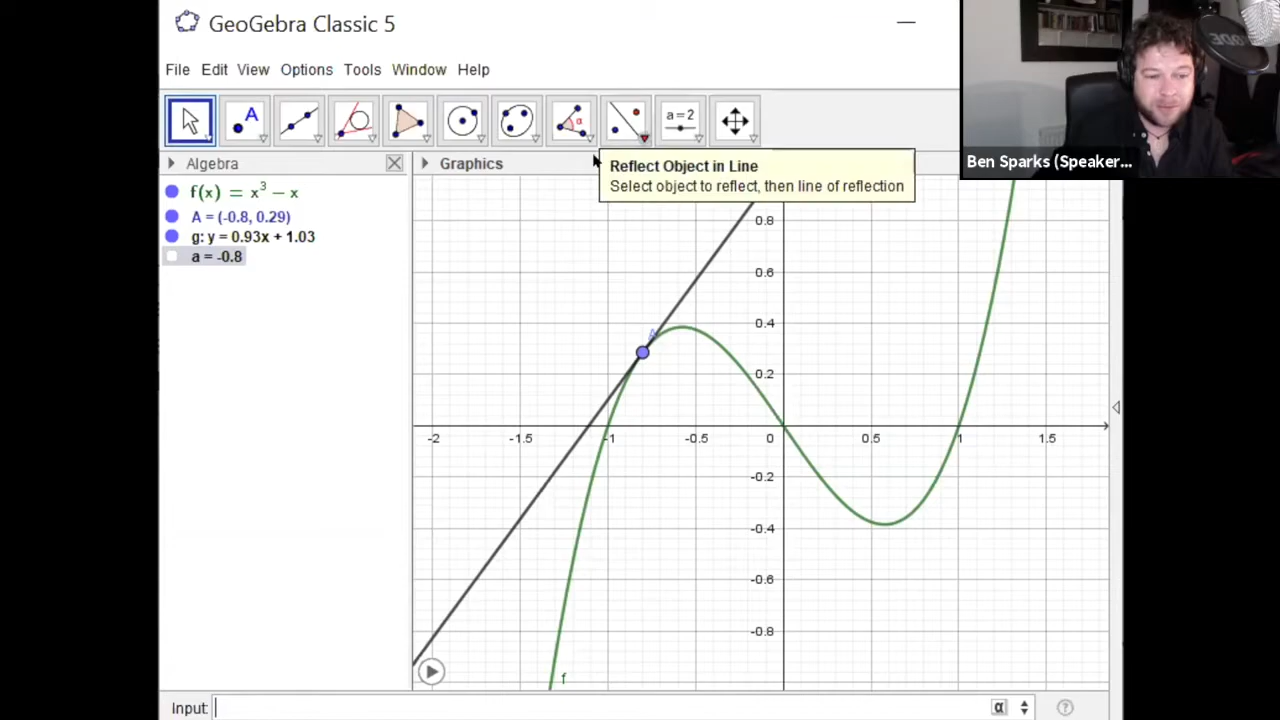 GeoGebra Classic 5
File Edit View Options Tools Window Help
A
α
a=2
CODE
Ben Sparks (Speaker...
Algebra
Graphics
Reflect Object in Line
Select object to reflect, then line of reflection
f(x) = x³ − x
A = (-0.8, 0.29)
g: y = 0.93x + 1.03
a = -0.8
0.8
0.6
0.4
0.2
-0.2
-0.4
-0.6
-0.8
-2 -1.5 -1 -0.5 0 0.5 1 1.5
A
f
Input:
α
?